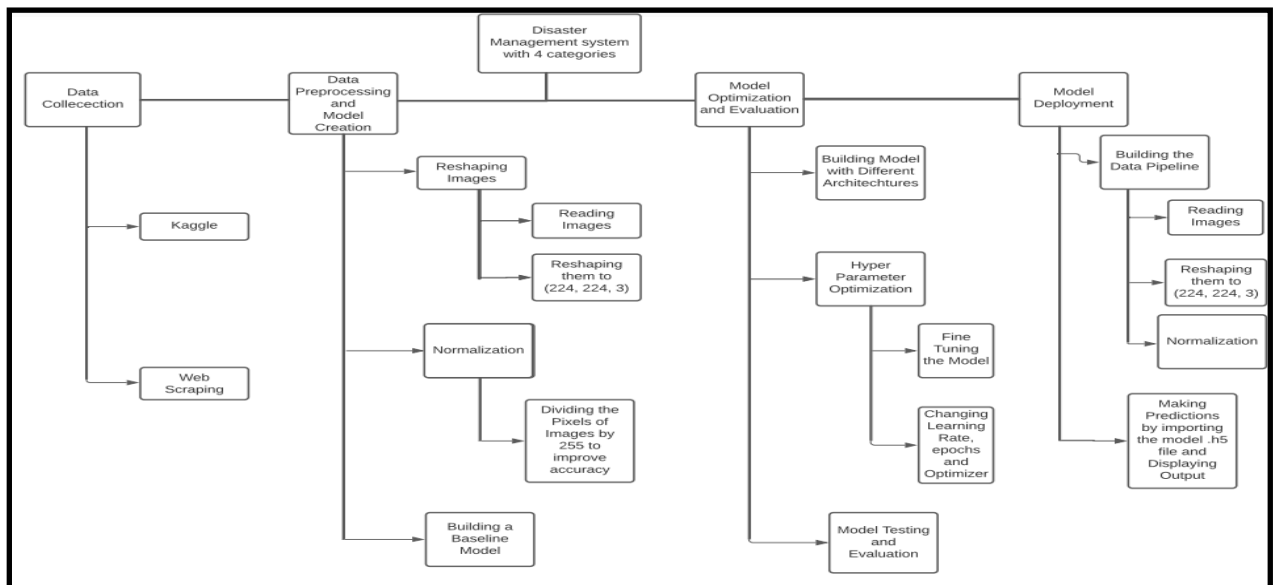 Disaster
Management system
with 4 categories
Data
Collecection
Kaggle
Web
Scraping
Data
Preprocessing
and
Model
Creation
Reshaping
Images
Reading
Images
Reshaping
them to
(224, 224, 3)
Normalization
Dividing the
Pixels of
Images by
255 to
improve
accuracy
Building a
Baseline
Model
Model
Optimization
and Evaluation
Building Model
with Different
Architechtures
Hyper
Parameter
Optimization
Fine
Tuning
the Model
Changing
Learning
Rate,
epochs
and
Optimizer
Model Testing
and
Evaluation
Model
Deployment
Building the
Data Pipeline
Reading
Images
Reshaping
them to
(224, 224, 3)
Normalization
Making
Predictions
by importing
the model .h5
file and
Displaying
Output